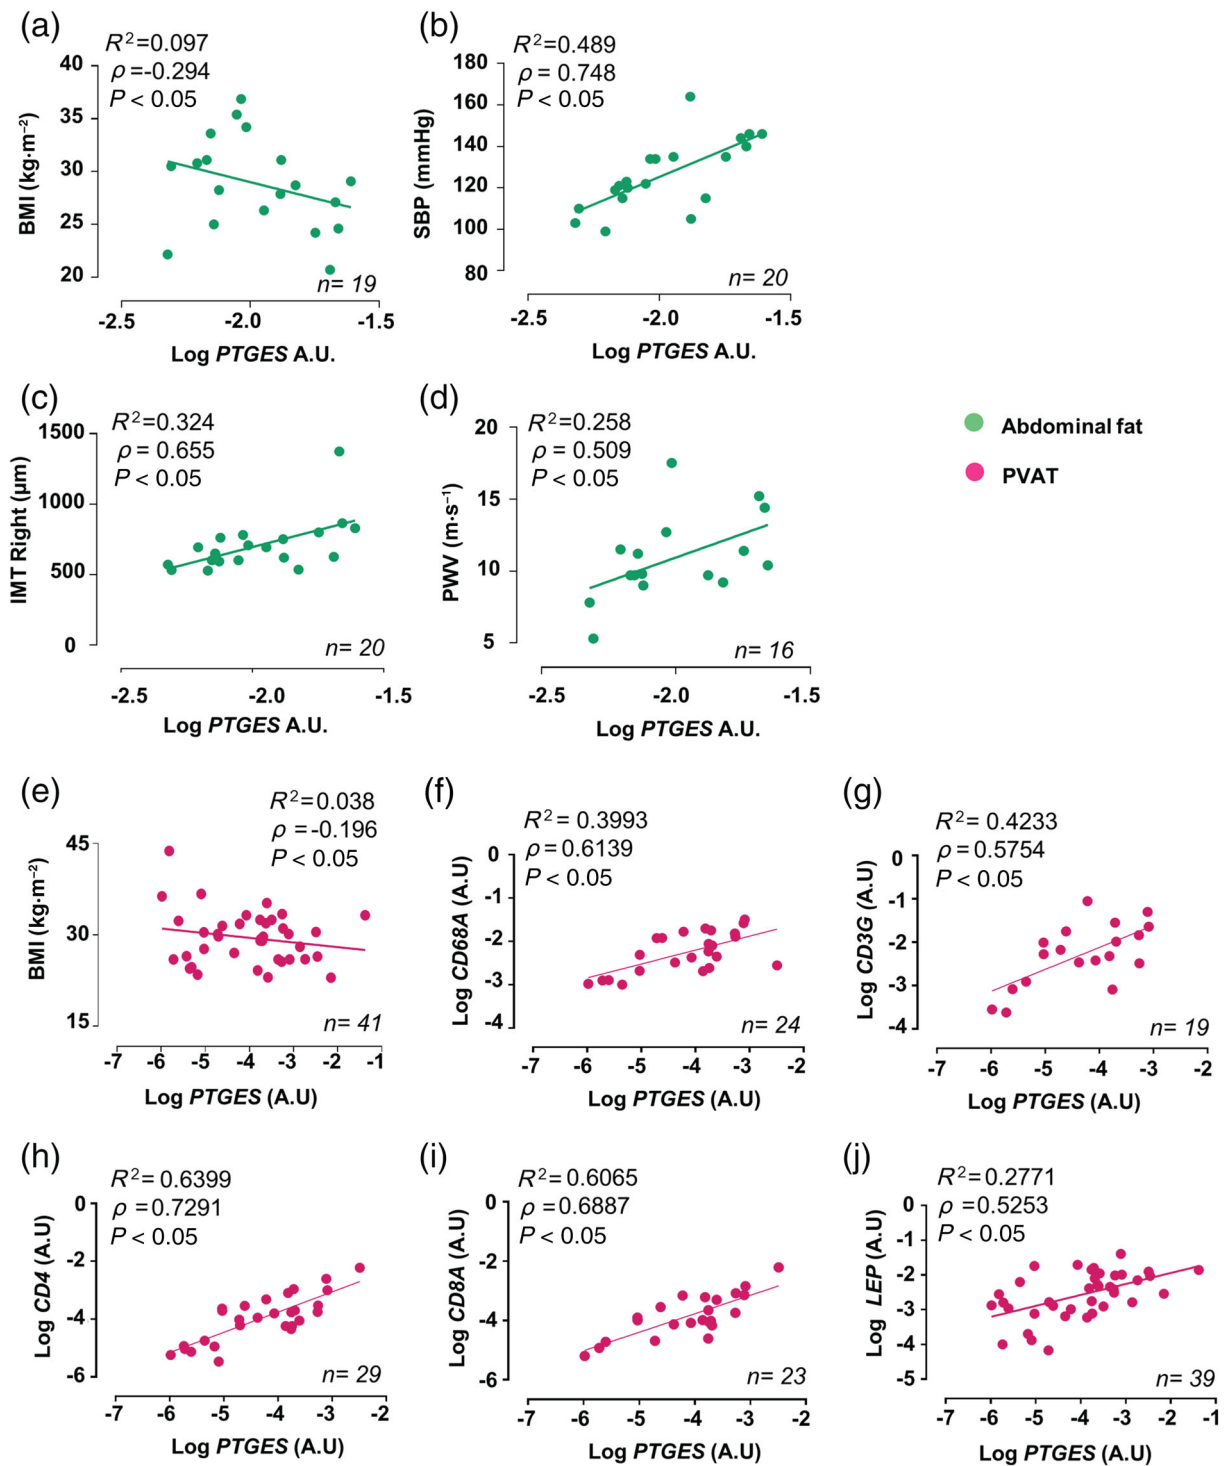 (a)
R²=0.097
ρ =-0.294
P < 0.05
40
35
30
25
20
BMI (kg·m⁻²)
n= 19
-2.5 -2.0 -1.5
Log PTGES A.U.
(b)
R²=0.489
ρ = 0.748
P < 0.05
180
160
140
120
100
80
SBP (mmHg)
n= 20
-2.5 -2.0 -1.5
Log PTGES A.U.
(c)
R²=0.324
ρ = 0.655
P < 0.05
1500
1000
500
0
IMT Right (μm)
n= 20
-2.5 -2.0 -1.5
Log PTGES A.U.
(d)
R²=0.258
ρ = 0.509
P < 0.05
20
15
10
5
PWV (m·s⁻¹)
n= 16
-2.5 -2.0 -1.5
Log PTGES A.U.
Abdominal fat
PVAT
(e)
R²=0.038
ρ =-0.196
P < 0.05
45
30
15
BMI (kg·m⁻²)
n= 41
-7 -6 -5 -4 -3 -2 -1
Log PTGES (A.U)
(f)
R²= 0.3993
ρ=0.6139
P < 0.05
0
-1
-2
-3
-4
Log CD68A (A.U)
n= 24
-7 -6 -5 -4 -3 -2
Log PTGES (A.U)
(g)
R²= 0.4233
ρ=0.5754
P < 0.05
0
-1
-2
-3
-4
Log CD3G (A.U)
n= 19
-7 -6 -5 -4 -3 -2
Log PTGES (A.U)
(h)
R²= 0.6399
ρ =0.7291
P < 0.05
0
-2
-4
-6
Log CD4 (A.U)
n= 29
-7 -6 -5 -4 -3 -2
Log PTGES (A.U)
(i)
R²= 0.6065
ρ =0.6887
P < 0.05
0
-2
-4
-6
Log CD8A (A.U)
n= 23
-7 -6 -5 -4 -3 -2
Log PTGES (A.U)
(j)
R²=0.2771
ρ =0.5253
P < 0.05
0
-1
-2
-3
-4
-5
Log LEP (A.U)
n= 39
-7 -6 -5 -4 -3 -2 -1
Log PTGES (A.U)